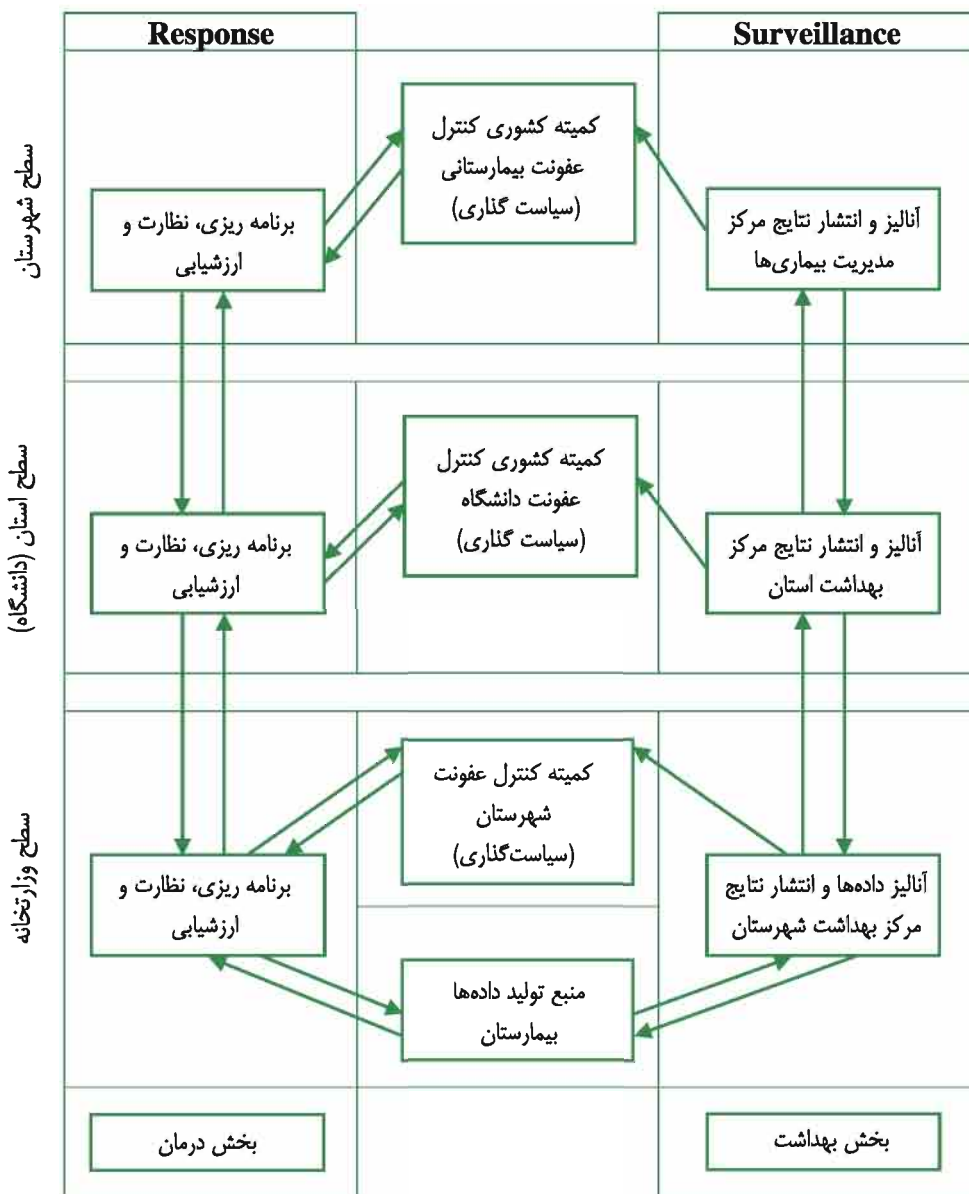 Response
Surveillance
سطح شهرستان
کمیته کشوری کنترل
عفونت بیمارستانی
(سیاست گذاری)
آنالیز و انتشار نتایج مرکز
مدیریت بیماری‌ها
برنامه ریزی، نظارت و
ارزشیابی
سطح استان (دانشگاه)
کمیته کشوری کنترل
عفونت دانشگاه
(سیاست گذاری)
آنالیز و انتشار نتایج مرکز
بهداشت استان
برنامه ریزی، نظارت و
ارزشیابی
سطح وزارتخانه
کمیته کنترل عفونت
شهرستان
(سیاست‌گذاری)
آنالیز داده‌ها و انتشار نتایج
مرکز بهداشت شهرستان
برنامه ریزی، نظارت و
ارزشیابی
منبع تولید داده‌ها
بیمارستان
بخش بهداشت
بخش درمان